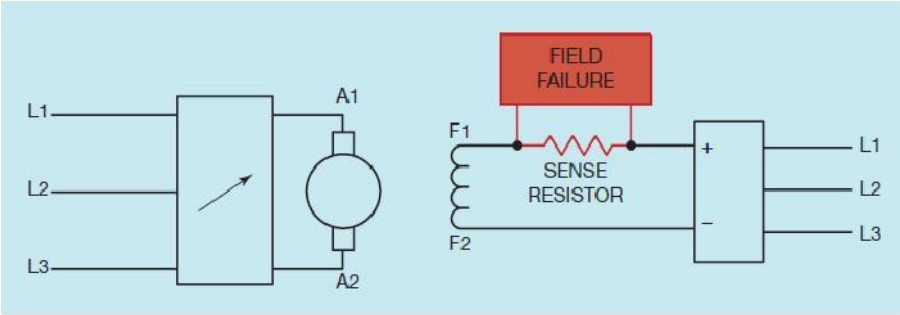 L1
L2
L3
A1
A2
FIELD
FAILURE
F1
F2
SENSE
RESISTOR
+
−
L1
L2
L3